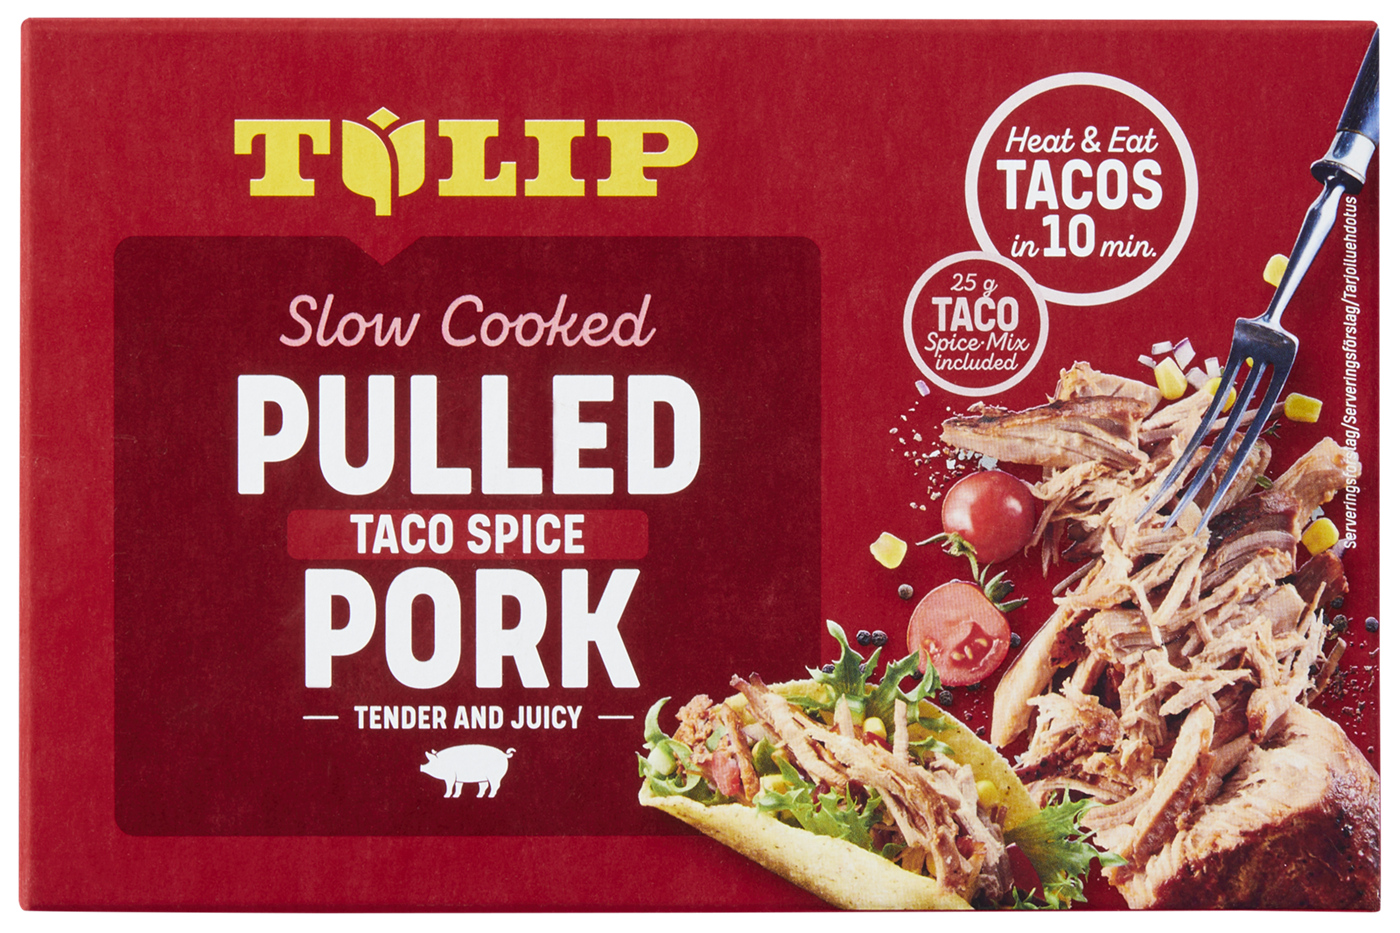 TULIP
Slow Cooked
PULLED
TACO SPICE
PORK
TENDER AND JUICY
Heat & Eat
TACOS
in 10 min.
25 g
TACO
Spice Mix
included
Serveringsforslag/Serveringsförslag/Tarjoiluehdotus